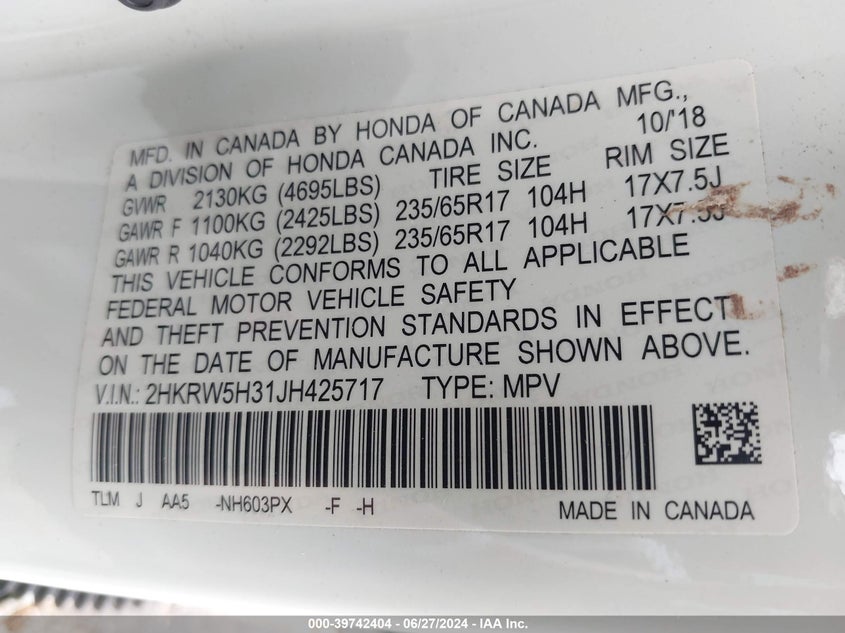 MFD. IN CANADA BY HONDA OF CANADA MFG.,
A DIVISION OF HONDA CANADA INC. 10/'18
GVWR 2130KG (4695LBS) TIRE SIZE RIM SIZE
GAWR F 1100KG (2425LBS) 235/65R17 104H 17X7.5J
GAWR R 1040KG (2292LBS) 235/65R17 104H 17X7.5J
THIS VEHICLE CONFORMS TO ALL APPLICABLE
FEDERAL MOTOR VEHICLE SAFETY
AND THEFT PREVENTION STANDARDS IN EFFECT
ON THE DATE OF MANUFACTURE SHOWN ABOVE.
V.I.N.: 2HKRW5H31JH425717 TYPE: MPV
TLM J AA5 -NH603PX -F -H
MADE IN CANADA
000-39742404 - 06/27/2024 - IAA Inc.